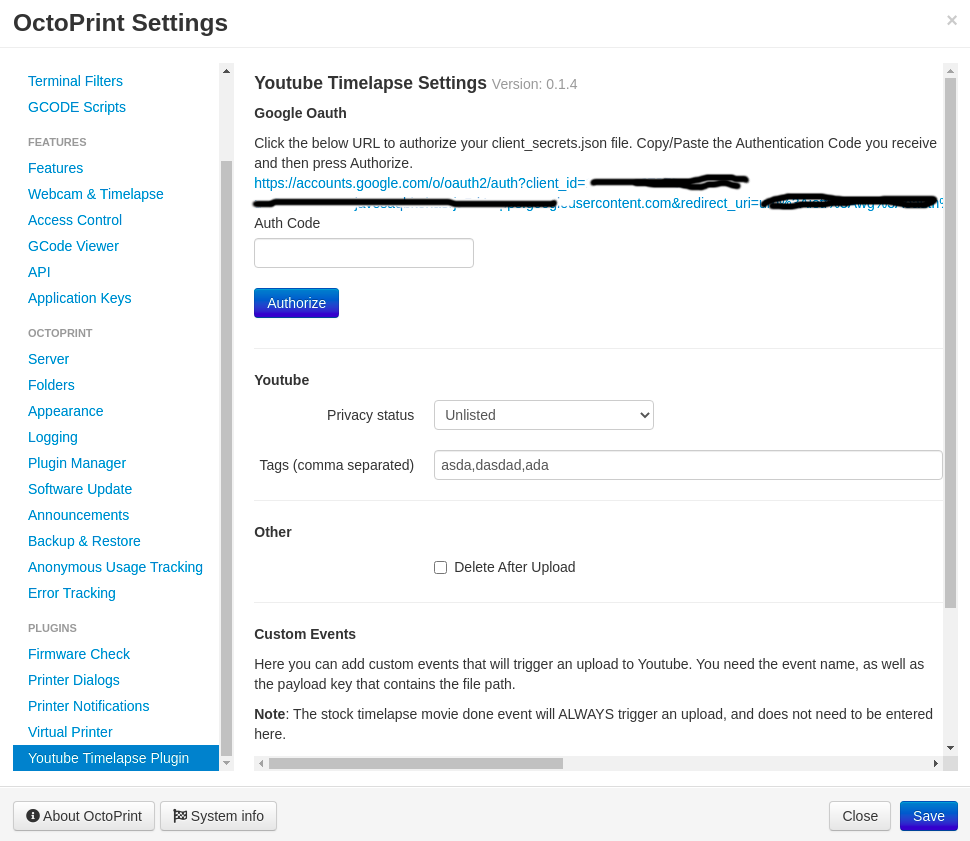 OctoPrint Settings
×
Terminal Filters
GCODE Scripts
FEATURES
Features
Webcam & Timelapse
Access Control
GCode Viewer
API
Application Keys
OCTOPRINT
Server
Folders
Appearance
Logging
Plugin Manager
Software Update
Announcements
Backup & Restore
Anonymous Usage Tracking
Error Tracking
PLUGINS
Firmware Check
Printer Dialogs
Printer Notifications
Virtual Printer
Youtube Timelapse Plugin
Youtube Timelapse Settings Version: 0.1.4
Google Oauth
Click the below URL to authorize your client_secrets.json file. Copy/Paste the Authentication Code you receive
and then press Authorize.
https://accounts.google.com/o/oauth2/auth?client_id=
usercontent.com&redirect_uri=
Auth Code
Authorize
Youtube
Privacy status Unlisted
Tags (comma separated) asda,dasdad,ada
Other
Delete After Upload
Custom Events
Here you can add custom events that will trigger an upload to Youtube. You need the event name, as well as
the payload key that contains the file path.
Note: The stock timelapse movie done event will ALWAYS trigger an upload, and does not need to be entered
here.
About OctoPrint System info Close Save